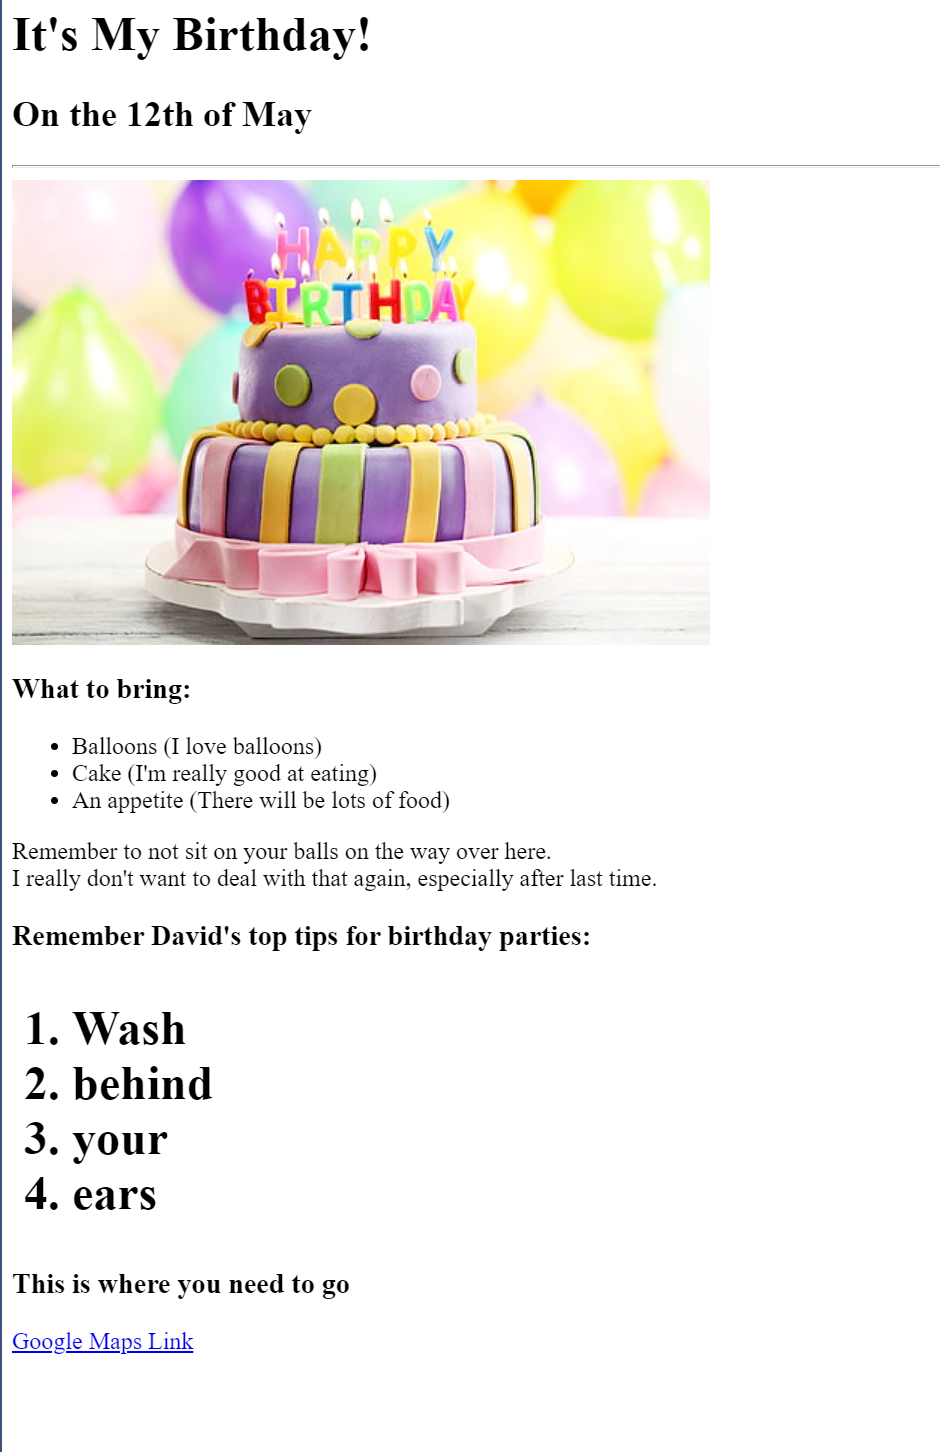 It's My Birthday!
On the 12th of May
HAPPY
BIRTHDAY
What to bring:
• Balloons (I love balloons)
• Cake (I'm really good at eating)
• An appetite (There will be lots of food)
Remember to not sit on your balls on the way over here.
I really don't want to deal with that again, especially after last time.
Remember David's top tips for birthday parties:
1. Wash
2. behind
3. your
4. ears
This is where you need to go
Google Maps Link